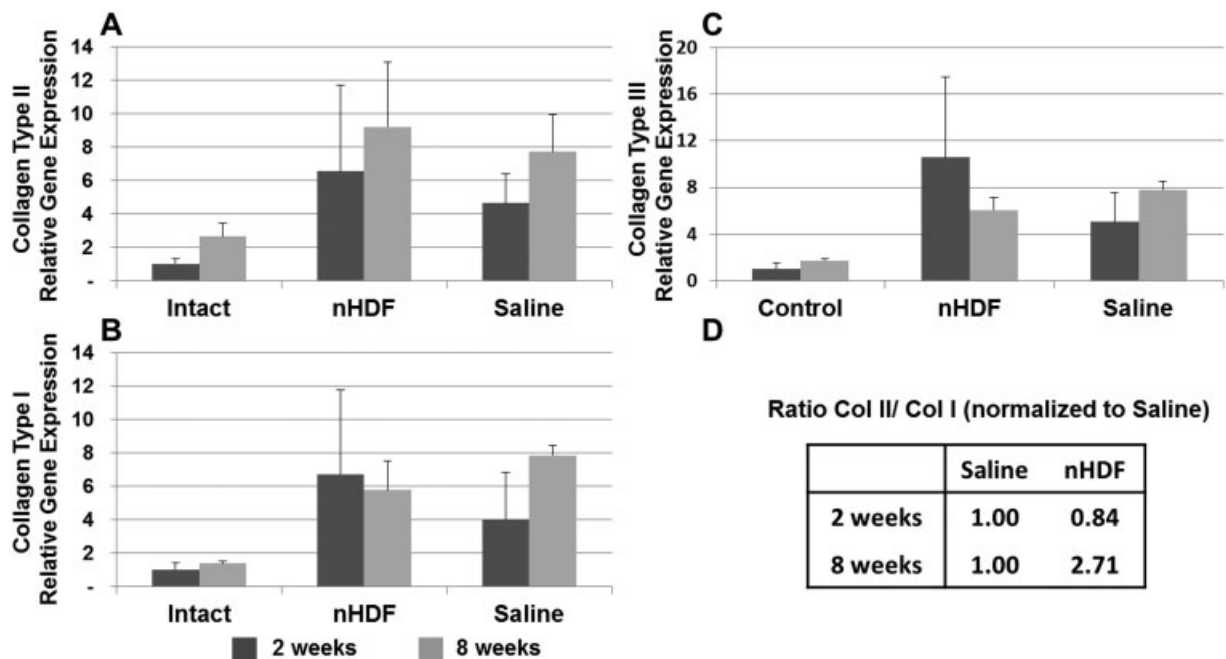 A
Collagen Type II
Relative Gene Expression
14
12
10
8
6
4
2
-
Intact nHDF Saline
B
Collagen Type I
Relative Gene Expression
14
12
10
8
6
4
2
-
Intact nHDF Saline
2 weeks 8 weeks
C
Collagen Type III
Relative Gene Expression
20
16
12
8
4
0
Control nHDF Saline
D
Ratio Col II/ Col I (normalized to Saline)
Saline nHDF
2 weeks 1.00 0.84
8 weeks 1.00 2.71